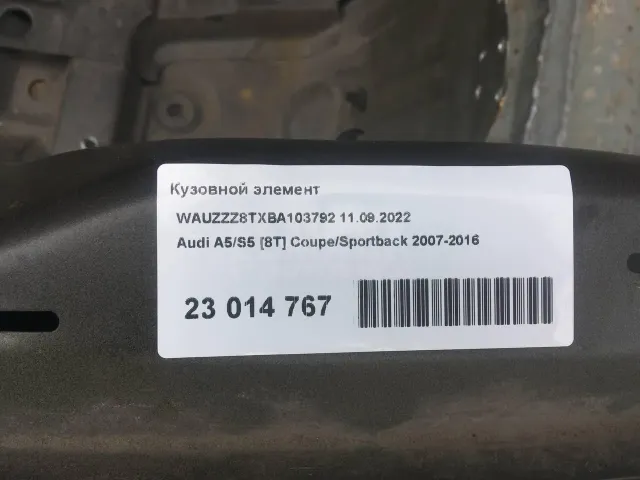 Кузовной элемент
WAUZZZ8TXBA103792 11.09.2022
Audi A5/S5 [8T] Coupe/Sportback 2007-2016
23 014 767